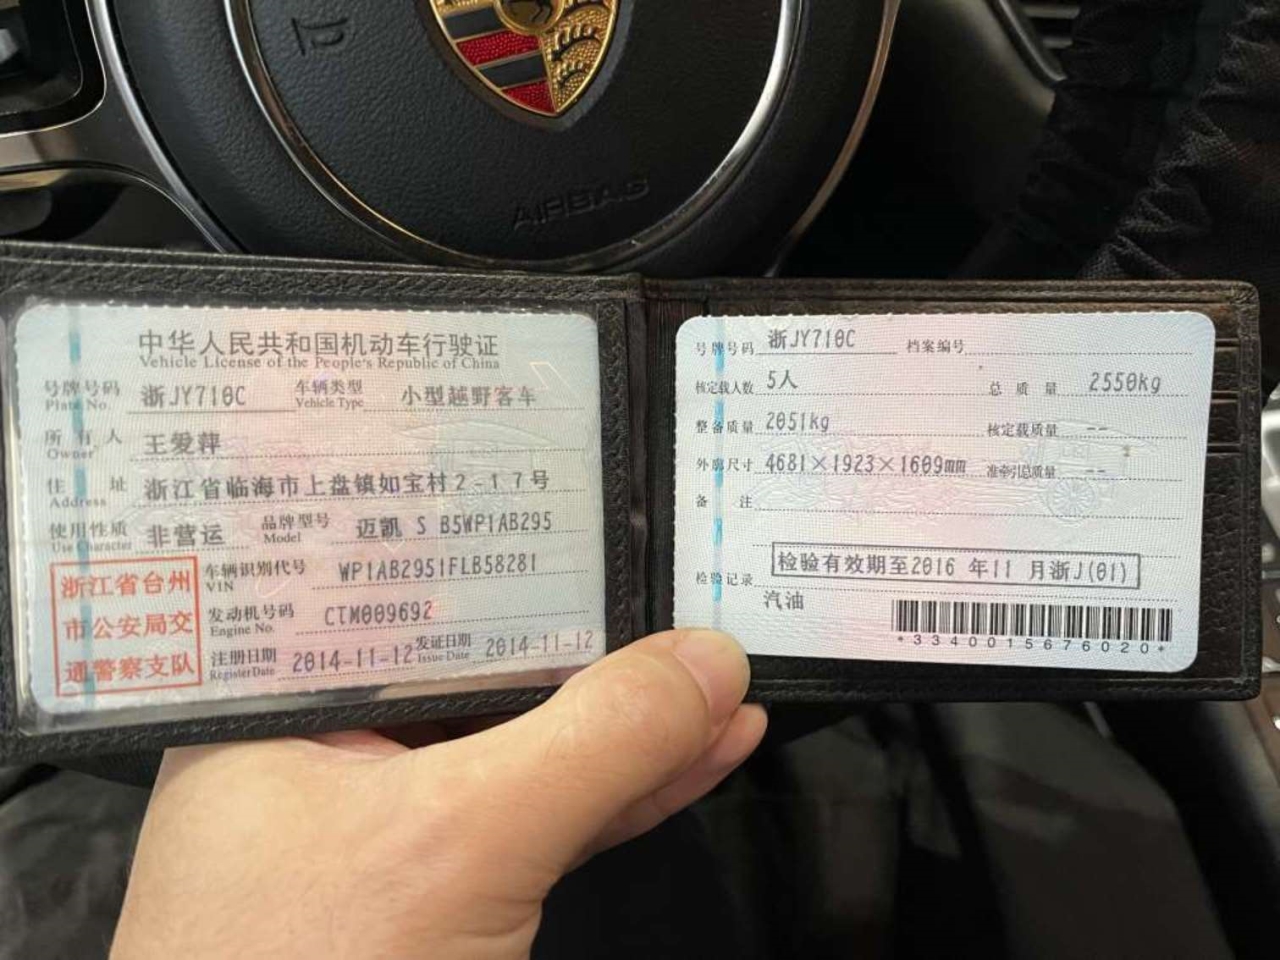 AIRBAG
中华人民共和国机动车行驶证
Vehicle License of the People's Republic of China
号牌号码 浙JY710C 车辆类型 小型越野客车
Plate No. Vehicle Type
所有人 王爱萍
Owner
住址 浙江省临海市上盘镇如宝村2-17号
Address
使用性质 非营运 品牌型号 迈凯 S B5WP1AB295
Use Character Model
浙江省台州
市公安局交
通警察支队
车辆识别代号 WP1AB2951FLB58281
VIN
发动机号码 CTM009692
Engine No.
注册日期 2014-11-12 发证日期 2014-11-12
Register Date Issue Date
号牌号码 浙JY710C 档案编号
核定载人数 5人 总质量 2550kg
整备质量 2051kg 核定载质量 --
外廓尺寸 4681×1923×1609mm 准牵引总质量 --
备注
检验有效期至2016 年11 月浙J(01)
检验记录
汽油
*3340015676020*